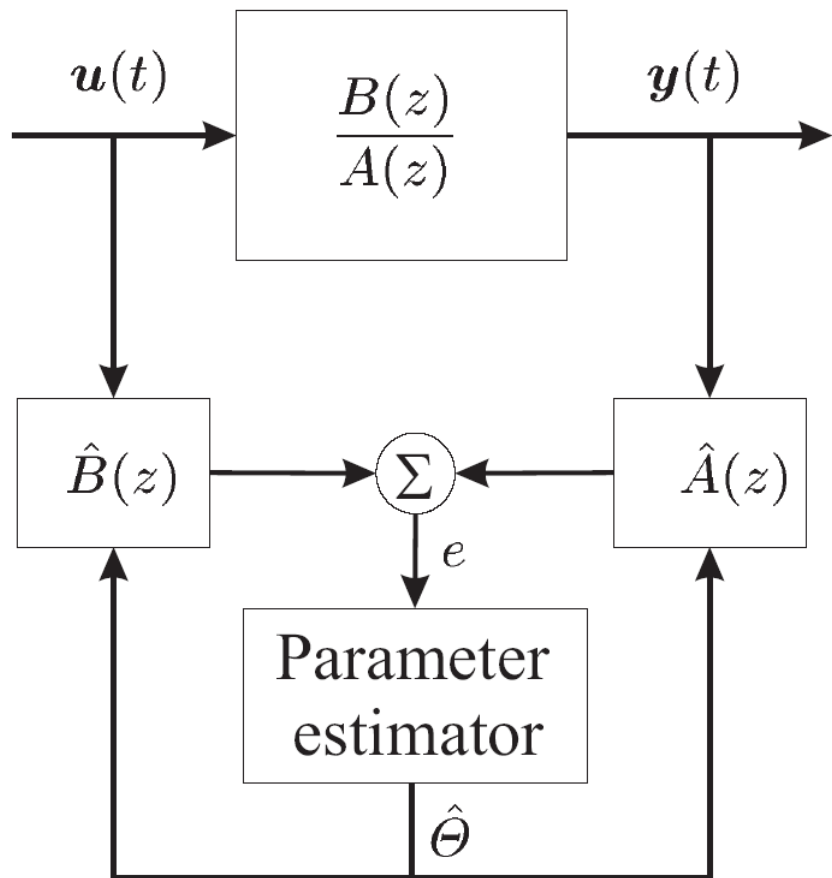 u(t)
y(t)
B(z)
A(z)
B̂(z)
Σ
Â(z)
e
Parameter
estimator
Θ̂